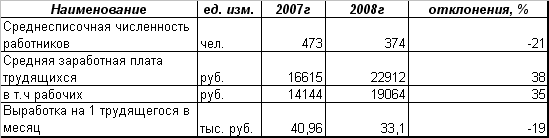 Наименование ед. изм. 2007г 2008г отклонения, %
Среднесписочная численность
работников чел. 473 374 -21
Средняя заработная плата
трудящихся руб. 16615 22912 38
в т.ч рабочих руб. 14144 19064 35
Выработка на 1 трудящегося в
месяц тыс. руб. 40,96 33,1 -19